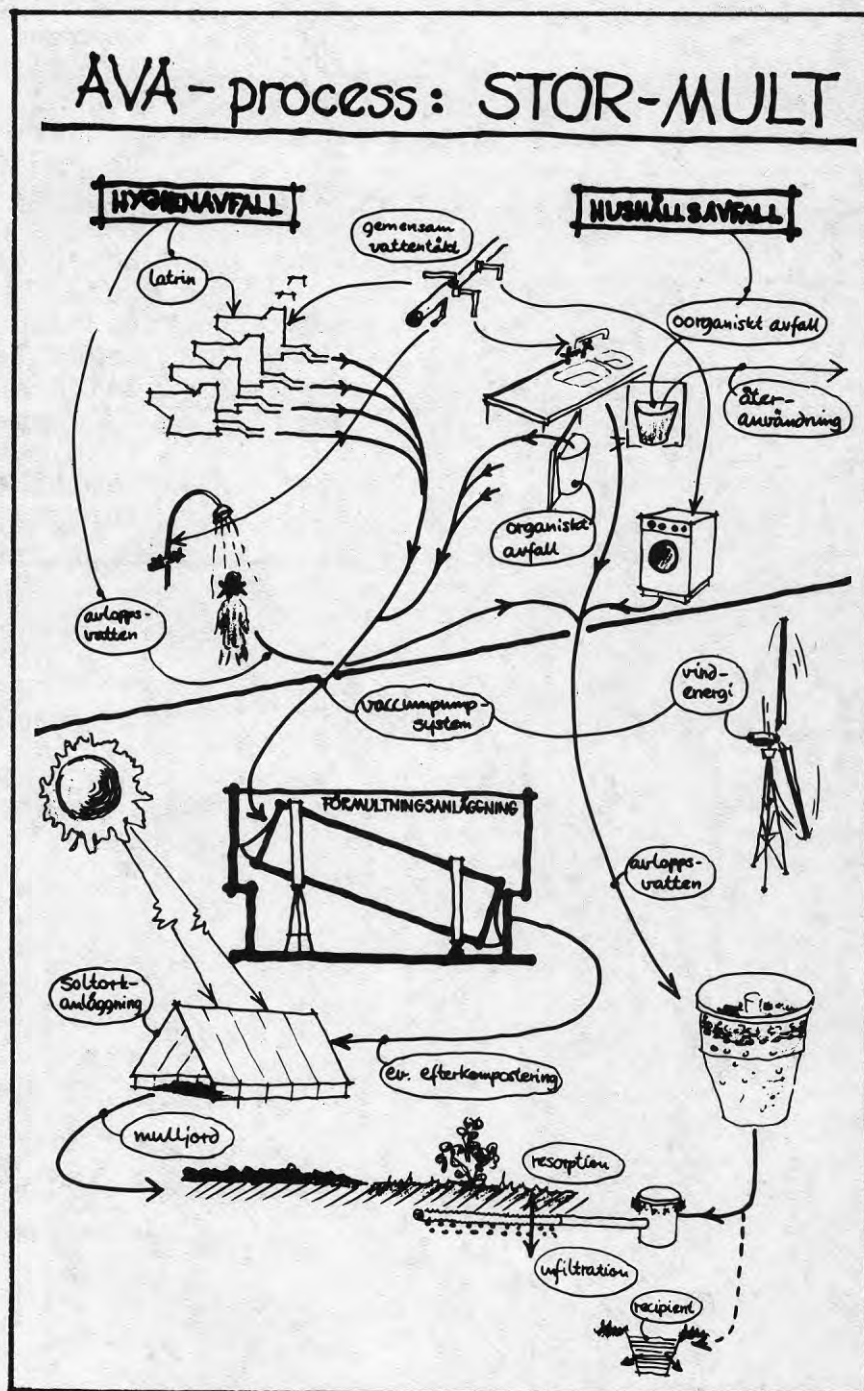 AVA-process: STOR-MULT
HYGIENAVFALL
HUSHÅLLSAVFALL
latrin
gemensam
vattentäkt
oorganiskt avfall
åter-
användning
organiskt
avfall
avlopps-
vatten
vaccumpump-
system
vind-
energi
FÖRMULTNINGSANLÄGGNING
avlopps-
vatten
soltork-
anläggning
ev. efterkompostering
mulljord
resorption
infiltration
recipient